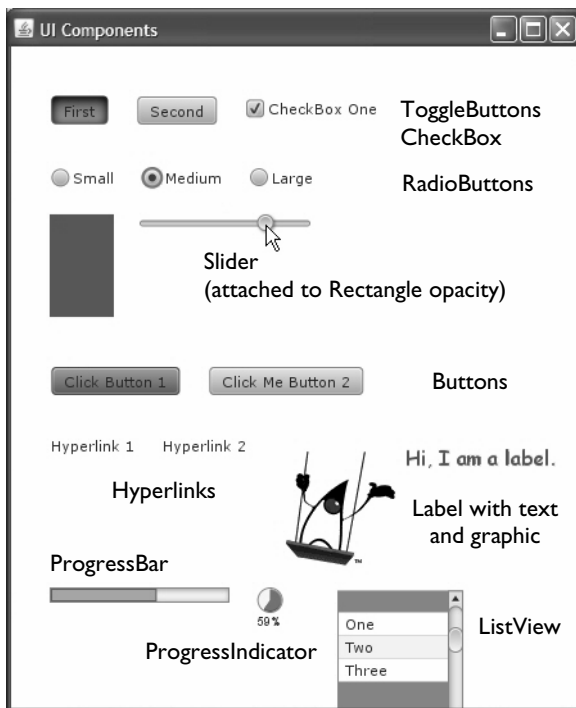 UI Components
First Second CheckBox One ToggleButtons
CheckBox
Small Medium Large RadioButtons
Slider
(attached to Rectangle opacity)
Click Button 1 Click Me Button 2 Buttons
Hyperlink 1 Hyperlink 2
Hi, I am a label.
Hyperlinks
Label with text
and graphic
TM
ProgressBar
59%
ProgressIndicator
One
Two
Three
ListView